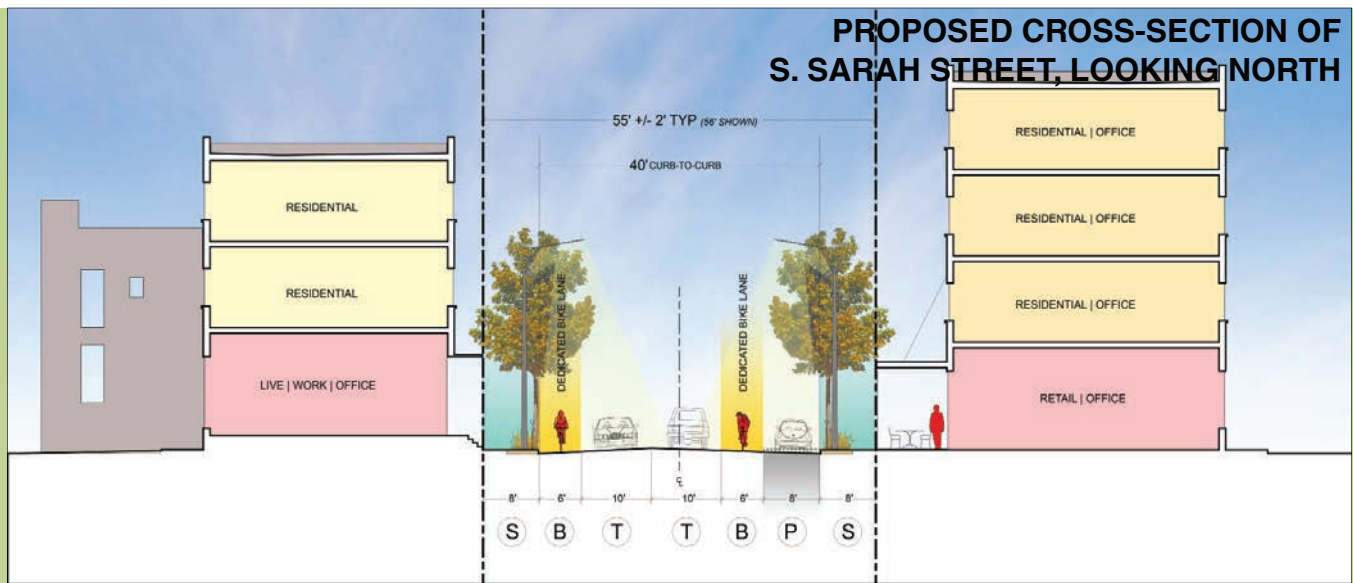 PROPOSED CROSS-SECTION OF
S. SARAH STREET, LOOKING NORTH
55' +/- 2' TYP (56' SHOWN)
40' CURB-TO-CURB
RESIDENTIAL
RESIDENTIAL
LIVE | WORK | OFFICE
DEDICATED BIKE LANE
DEDICATED BIKE LANE
RESIDENTIAL | OFFICE
RESIDENTIAL | OFFICE
RESIDENTIAL | OFFICE
RETAIL | OFFICE
℄
8' 6' 10' 10' 6' 8' 8'
S B T T B P S